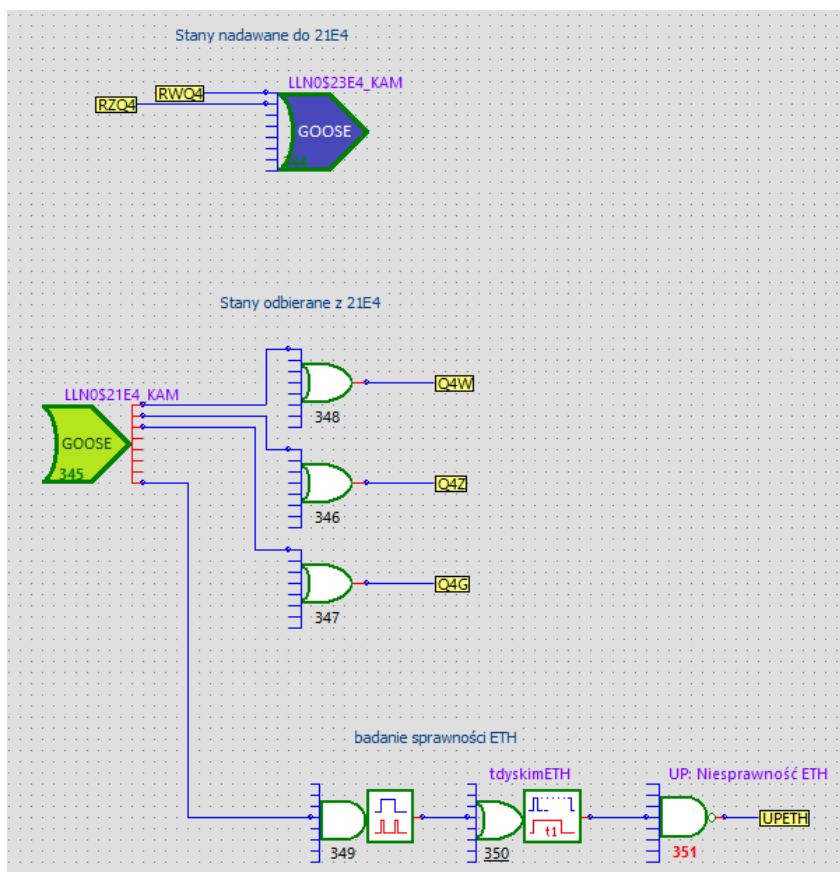 Stany nadawane do 21E4
LLN0$23E4_KAM
RWQ4
RZQ4
GOOSE
344
Stany odbierane z 21E4
LLN0$21E4_KAM
GOOSE
345
Q4W
348
Q4Z
346
Q4G
347
badanie sprawności ETH
tdyskimETH
UP: Niesprawność ETH
t1
UPETH
349
350
351